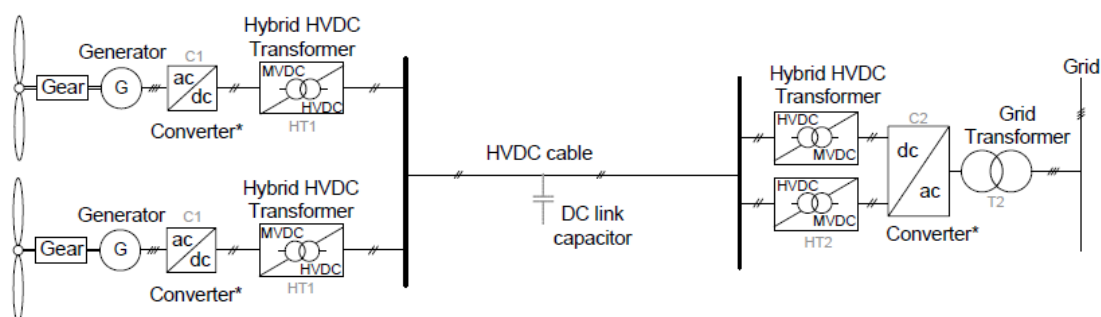 Hybrid HVDC
Transformer
Generator
C1
Gear
G
ac
dc
MVDC
HVDC
HT1
Converter*
Hybrid HVDC
Transformer
Generator
C1
Gear
G
ac
dc
MVDC
HVDC
HT1
Converter*
HVDC cable
DC link
capacitor
Hybrid HVDC
Transformer
HVDC
MVDC
HVDC
MVDC
HT2
C2
dc
ac
Converter*
Grid
Transformer
T2
Grid